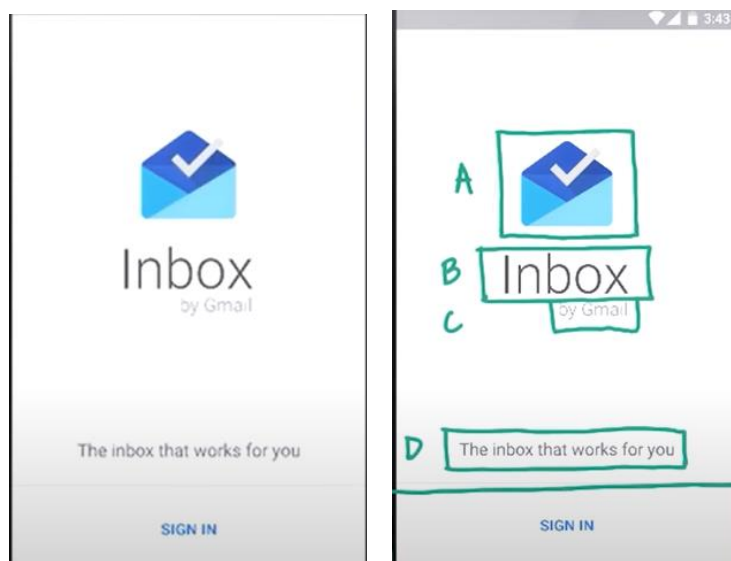 Inbox
by Gmail
The inbox that works for you
SIGN IN
3:43
A
B
Inbox
C
by Gmail
D
The inbox that works for you
SIGN IN